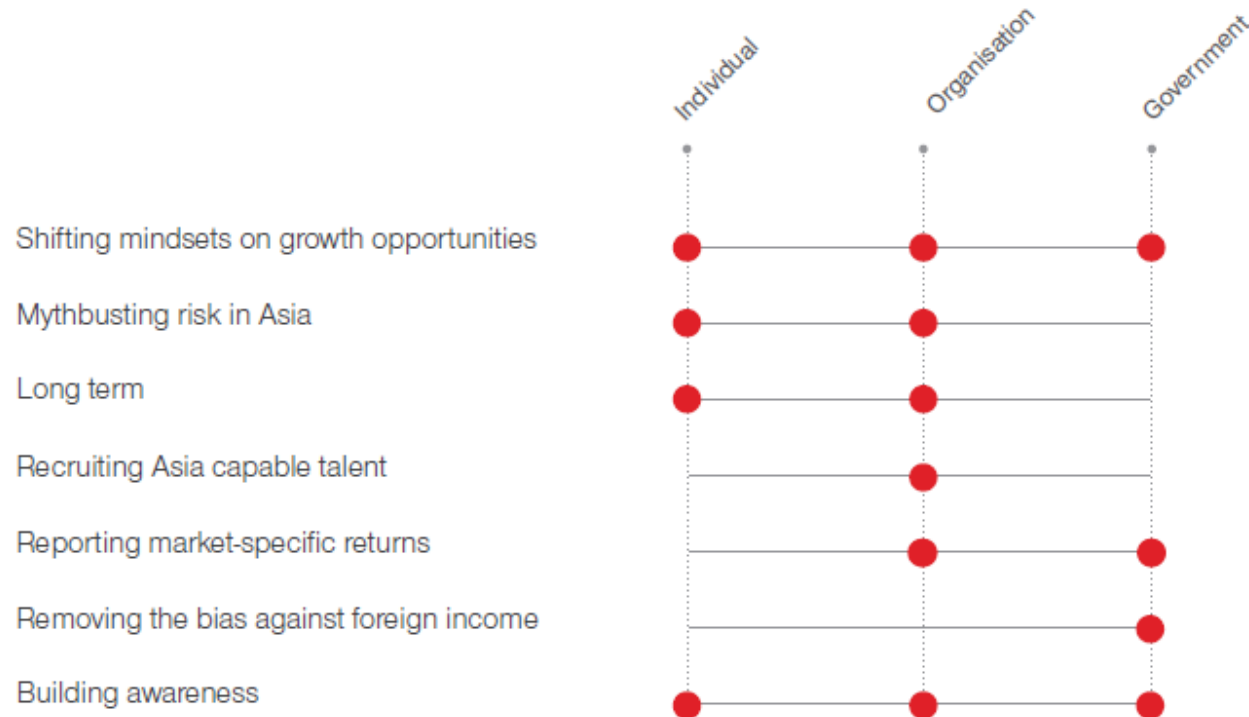 Individual
Organisation
Government
Shifting mindsets on growth opportunities
Mythbusting risk in Asia
Long term
Recruiting Asia capable talent
Reporting market-specific returns
Removing the bias against foreign income
Building awareness